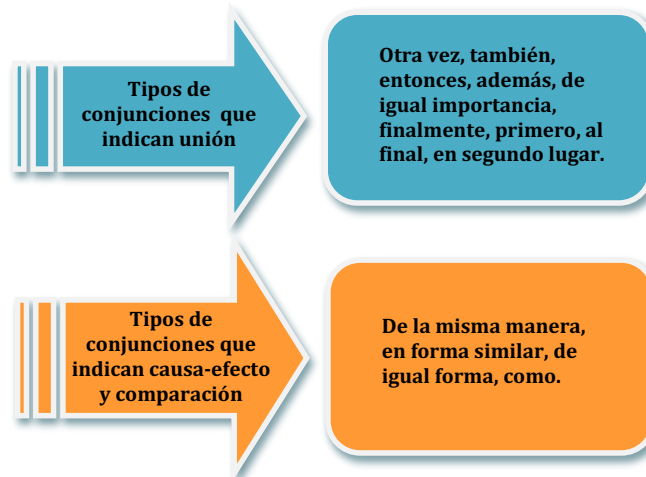 Tipos de
conjunciones que
indican unión
Otra vez, también,
entonces, además, de
igual importancia,
finalmente, primero, al
final, en segundo lugar.
Tipos de
conjunciones que
indican causa-efecto
y comparación
De la misma manera,
en forma similar, de
igual forma, como.